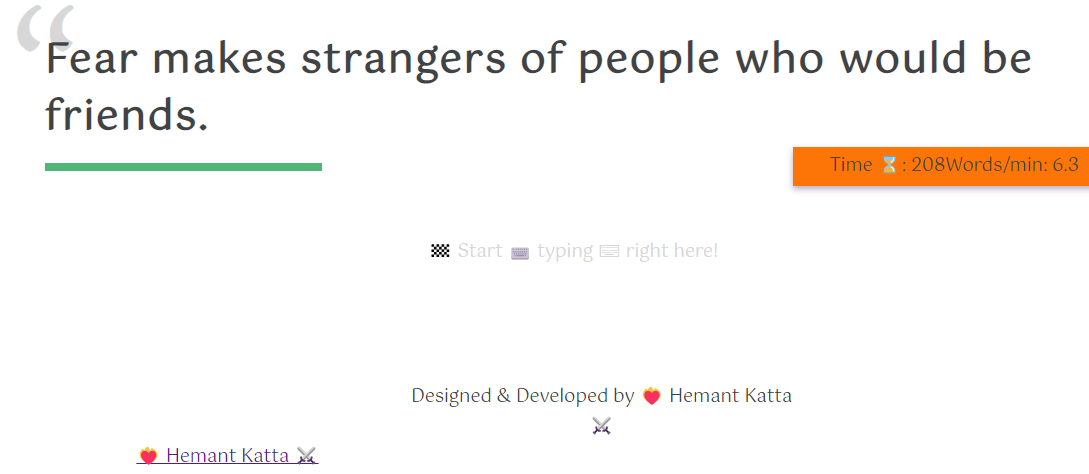 “
Fear makes strangers of people who would be
friends.
Time ⏳ : 208Words/min: 6.3
🏁 Start ⌨️ typing ⌨ right here!
Designed & Developed by ❤️‍🔥 Hemant Katta
⚔️
❤️‍🔥 Hemant Katta ⚔️